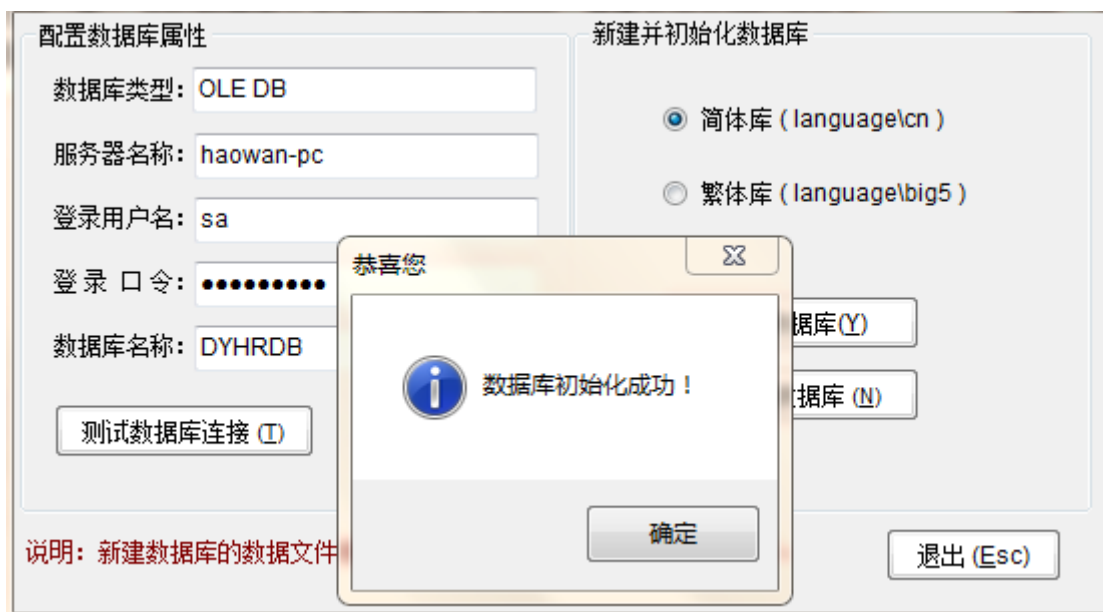 配置数据库属性
数据库类型: OLE DB
服务器名称: haowan-pc
登录用户名: sa
登 录 口 令: ●●●●●●●●●
数据库名称: DYHRDB
测试数据库连接 (T)
新建并初始化数据库
简体库 ( language\cn )
繁体库 ( language\big5 )
据库(Y)
据库 (N)
恭喜您
数据库初始化成功！
确定
说明: 新建数据库的数据文件
退出 (Esc)